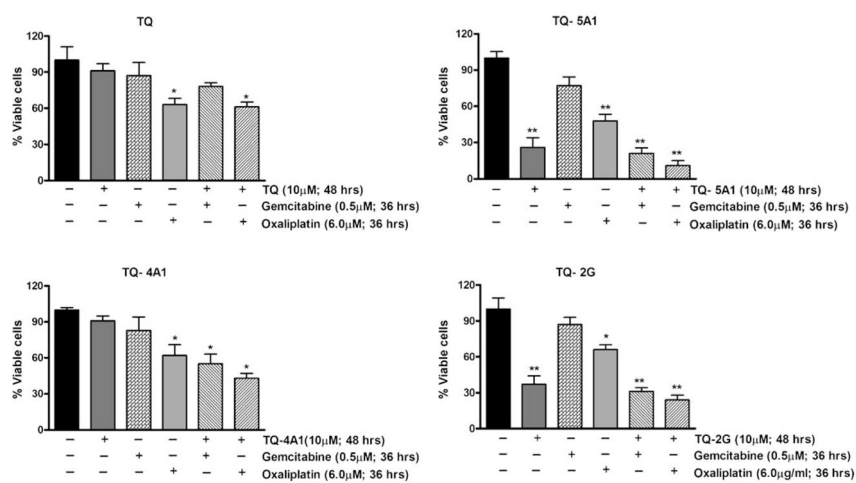 TQ
% Viable cells
120
90
60
30
0
* *
– + – – + + TQ (10µM; 48 hrs)
– – + – + – Gemcitabine (0.5µM; 36 hrs)
– – – + – + Oxaliplatin (6.0µM; 36 hrs)
TQ- 5A1
% Viable cells
120
90
60
30
0
** ** ** **
– + – – + + TQ- 5A1 (10µM; 48 hrs)
– – + – + – Gemcitabine (0.5µM; 36 hrs)
– – – + – + Oxaliplatin (6.0µM; 36 hrs)
TQ- 4A1
% Viable cells
120
90
60
30
0
* * *
– + – – + + TQ-4A1(10µM; 48 hrs)
– – + – + – Gemcitabine (0.5µM; 36 hrs)
– – – + – + Oxaliplatin (6.0µM; 36 hrs)
TQ- 2G
% Viable cells
120
90
60
30
0
** * ** **
– + – – + + TQ-2G (10µM; 48 hrs)
– – + – + – Gemcitabine (0.5µM; 36 hrs)
– – – + – + Oxaliplatin (6.0µg/ml; 36 hrs)